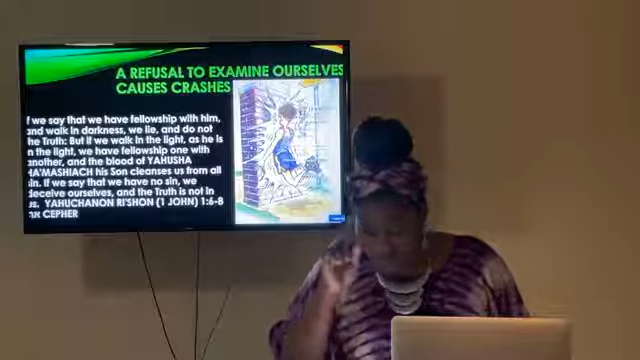 A REFUSAL TO EXAMINE OURSELVES
CAUSES CRASHES
f we say that we have fellowship with him,
and walk in darkness, we lie, and do not
he Truth: But if we walk in the light, as he is
n the light, we have fellowship one with
another, and the blood of YAHUSHA
HA'MASHIACH his Son cleanses us from all
in. If we say that we have no sin, we
deceive ourselves, and the Truth is not in
s. YAHUCHANON RI'SHON (1 JOHN) 1:6-8
CEPHER